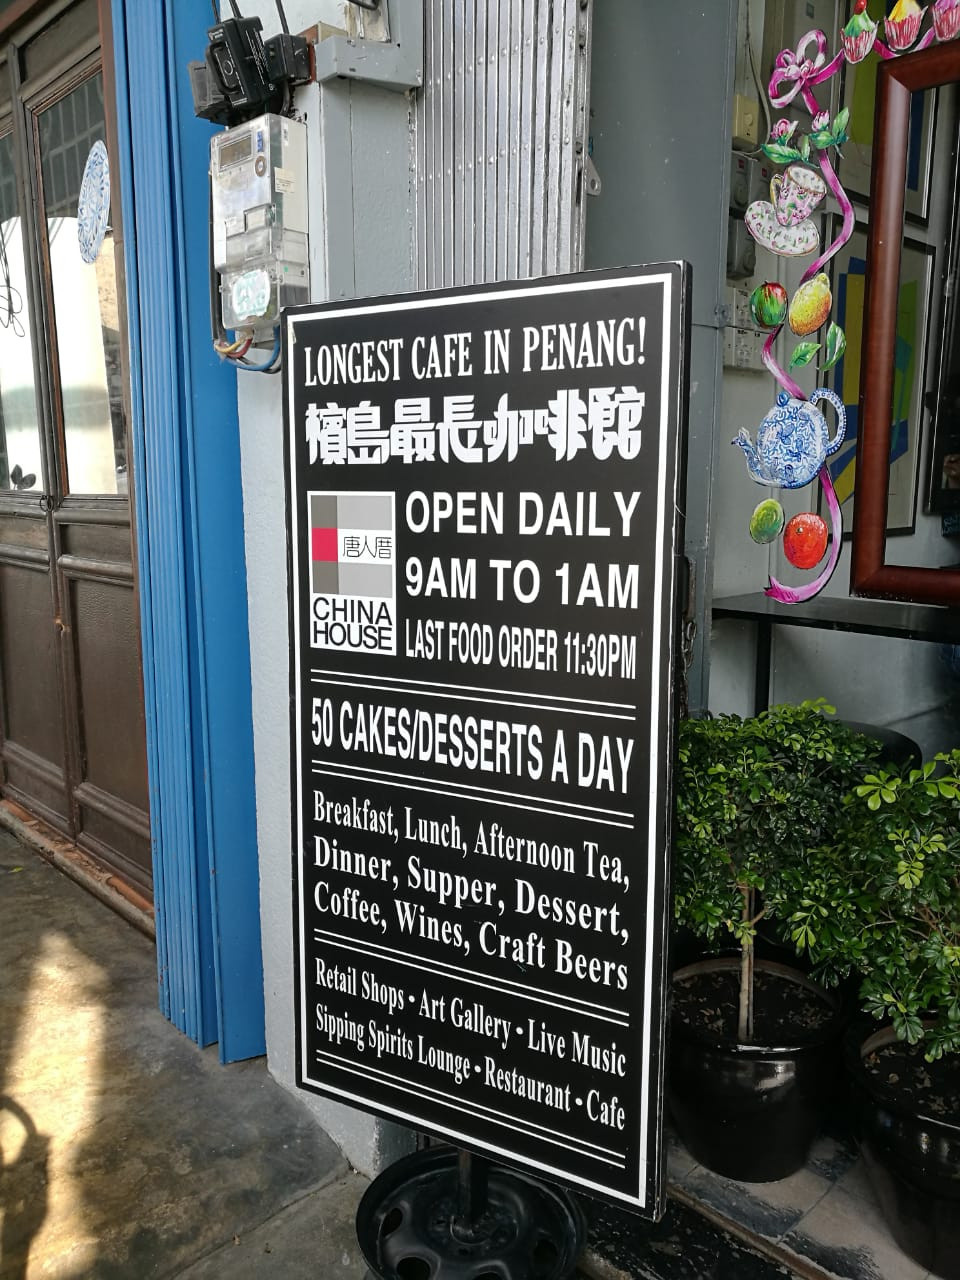 LONGEST CAFE IN PENANG!
檳島最長咖啡館
唐人厝
CHINA
HOUSE
OPEN DAILY
9AM TO 1AM
LAST FOOD ORDER 11:30PM
50 CAKES/DESSERTS A DAY
Breakfast, Lunch, Afternoon Tea,
Dinner, Supper, Dessert,
Coffee, Wines, Craft Beers
Retail Shops • Art Gallery • Live Music
Sipping Spirits Lounge • Restaurant • Cafe